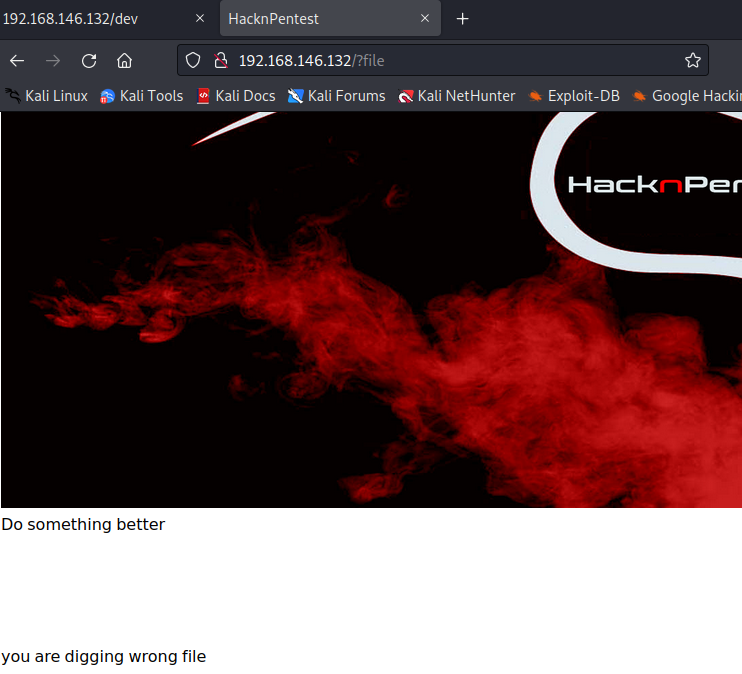 192.168.146.132/dev
HacknPentest
192.168.146.132/?file
Kali Linux Kali Tools Kali Docs Kali Forums Kali NetHunter Exploit-DB Google Hackin
HacknPen
Do something better
you are digging wrong file